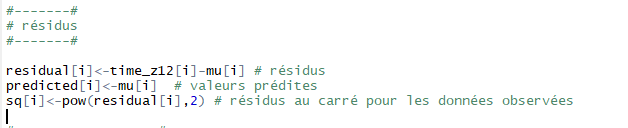 #-------#
# résidus
#-------#
residual[i]<-time_z12[i]-mu[i] # résidus
predicted[i]<-mu[i]  # valeurs prédites
sq[i]<-pow(residual[i],2) # résidus au carré pour les données observées